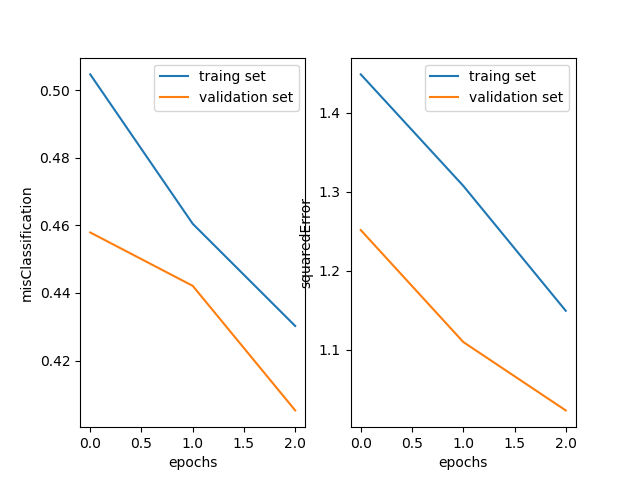 traing set
validation set
0.50
0.48
0.46
0.44
0.42
misClassification
0.0 0.5 1.0 1.5 2.0
epochs
traing set
validation set
1.4
1.3
1.2
1.1
squaredError
0.0 0.5 1.0 1.5 2.0
epochs